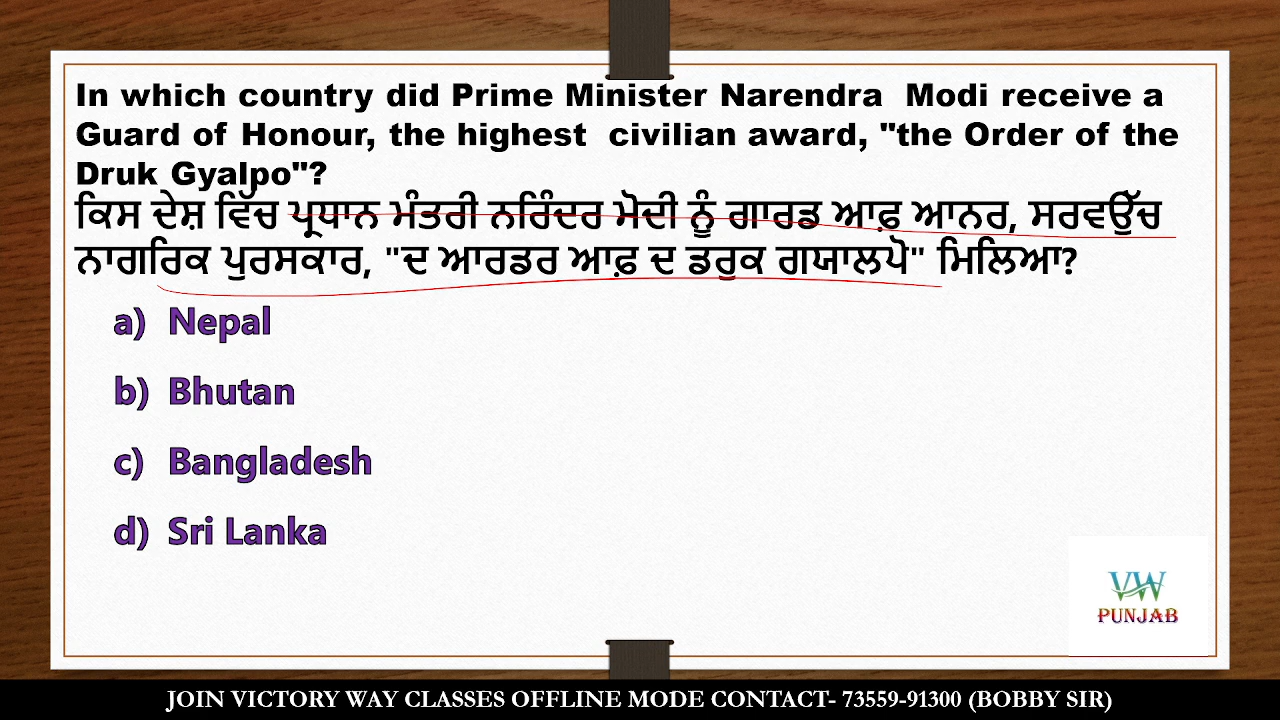 In which country did Prime Minister Narendra  Modi receive a
Guard of Honour, the highest  civilian award, "the Order of the
Druk Gyalpo"?
ਕਿਸ ਦੇਸ਼ ਵਿੱਚ ਪ੍ਰਧਾਨ ਮੰਤਰੀ ਨਰਿੰਦਰ ਮੋਦੀ ਨੂੰ ਗਾਰਡ ਆਫ਼ ਆਨਰ, ਸਰਵਉੱਚ
ਨਾਗਰਿਕ ਪੁਰਸਕਾਰ, "ਦ ਆਰਡਰ ਆਫ਼ ਦ ਡਰੁਕ ਗਯਾਲਪੋ" ਮਿਲਿਆ?
a) Nepal
b) Bhutan
c) Bangladesh
d) Sri Lanka
VW
PUNJAB
JOIN VICTORY WAY CLASSES OFFLINE MODE CONTACT- 73559-91300 (BOBBY SIR)